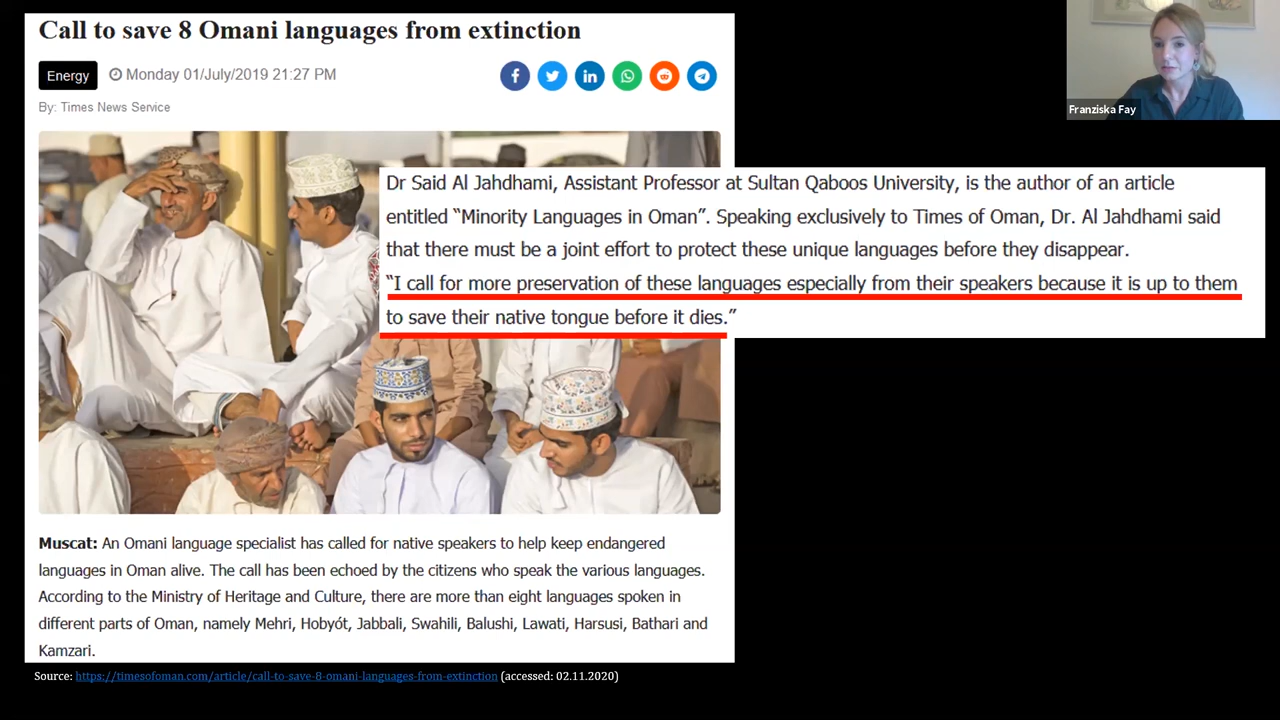 Call to save 8 Omani languages from extinction
Energy
Monday 01/July/2019 21:27 PM
By: Times News Service
Franziska Fay
Dr Said Al Jahdhami, Assistant Professor at Sultan Qaboos University, is the author of an article
entitled “Minority Languages in Oman”. Speaking exclusively to Times of Oman, Dr. Al Jahdhami said
that there must be a joint effort to protect these unique languages before they disappear.
“I call for more preservation of these languages especially from their speakers because it is up to them
to save their native tongue before it dies.”
Muscat: An Omani language specialist has called for native speakers to help keep endangered
languages in Oman alive. The call has been echoed by the citizens who speak the various languages.
According to the Ministry of Heritage and Culture, there are more than eight languages spoken in
different parts of Oman, namely Mehri, Hobyót, Jabbali, Swahili, Balushi, Lawati, Harsusi, Bathari and
Kamzari.
Source: https://timesofoman.com/article/call-to-save-8-omani-languages-from-extinction (accessed: 02.11.2020)